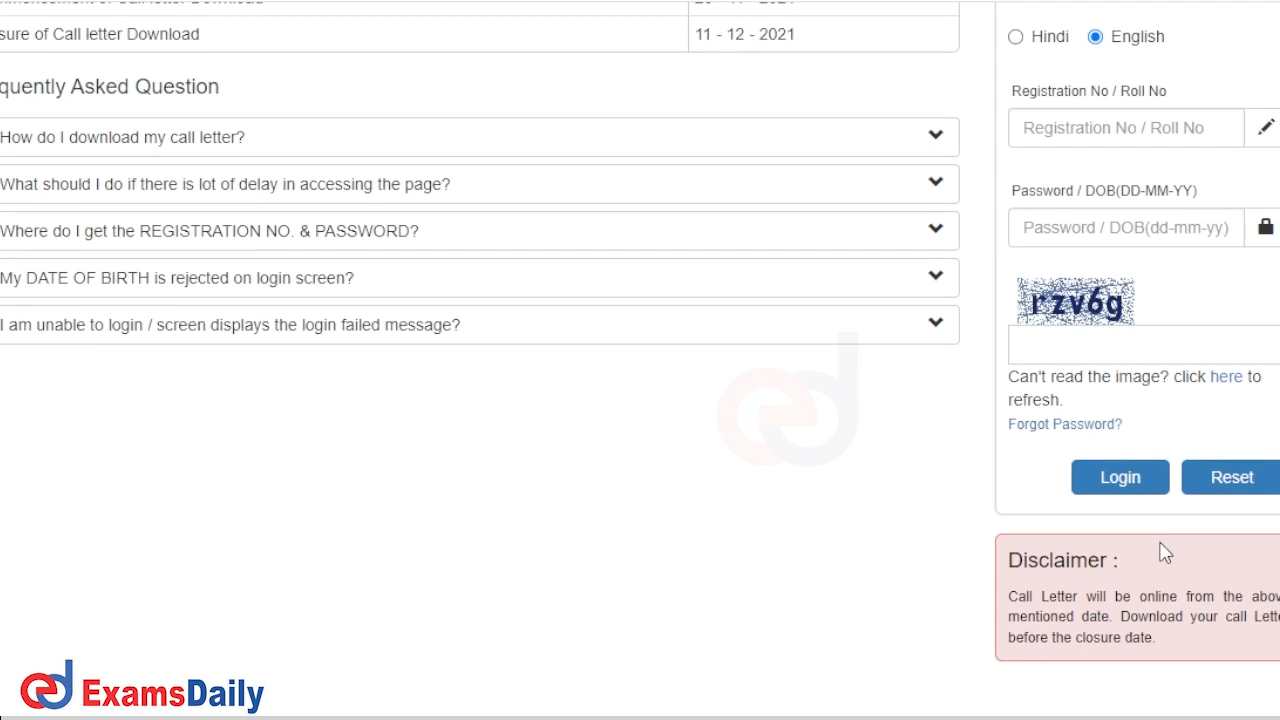 sure of Call letter Download 11 - 12 - 2021
quently Asked Question
How do I download my call letter?
What should I do if there is lot of delay in accessing the page?
Where do I get the REGISTRATION NO. & PASSWORD?
My DATE OF BIRTH is rejected on login screen?
I am unable to login / screen displays the login failed message?
Hindi English
Registration No / Roll No
Registration No / Roll No
Password / DOB(DD-MM-YY)
Password / DOB(dd-mm-yy)
rzv6g
Can't read the image? click here to
refresh.
Forgot Password?
Login Reset
Disclaimer :
Call Letter will be online from the abov
mentioned date. Download your call Lette
before the closure date.
ed ExamsDaily